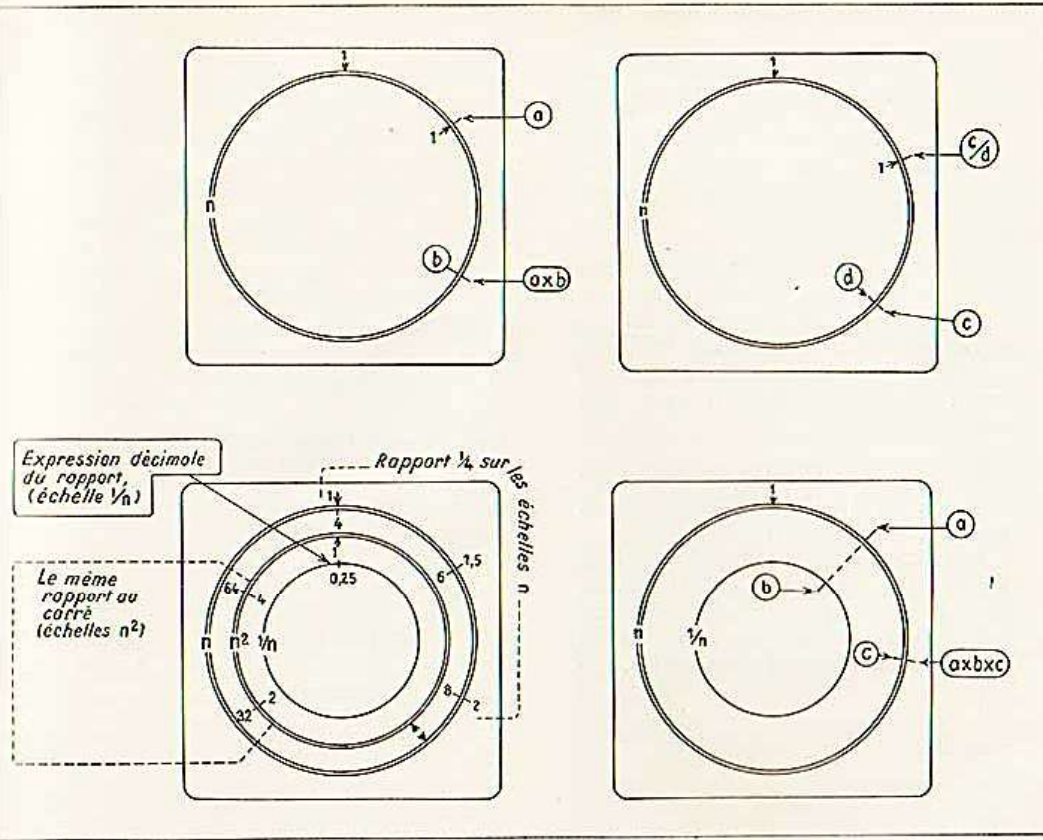 1
a
1
n
b
axb
1
c/d
1
n
d
c
Expression décimale
du rapport,
(échelle 1/n)
Rapport 1/4 sur les échelles n
1
4
1
0,25
6
1,5
64
4
Le même
rapport au
carré
(échelles n²)
n
n²
1/n
8
2
32
2
1
a
b
n
1/n
c
axbxc